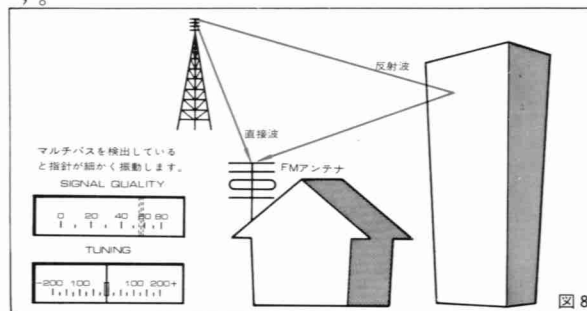 す。
反射波
直接波
マルチパスを検出している
と指針が細かく振動します。
FMアンテナ
SIGNAL QUALITY
0 20 40 60 80
TUNING
-200 100 100 200+
図8